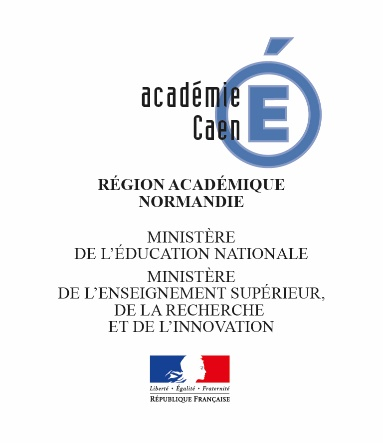 académie
Caen
É
RÉGION ACADÉMIQUE
NORMANDIE
MINISTÈRE
DE L'ÉDUCATION NATIONALE
MINISTÈRE
DE L'ENSEIGNEMENT SUPÉRIEUR,
DE LA RECHERCHE
ET DE L'INNOVATION
Liberté • Égalité • Fraternité
RÉPUBLIQUE FRANÇAISE